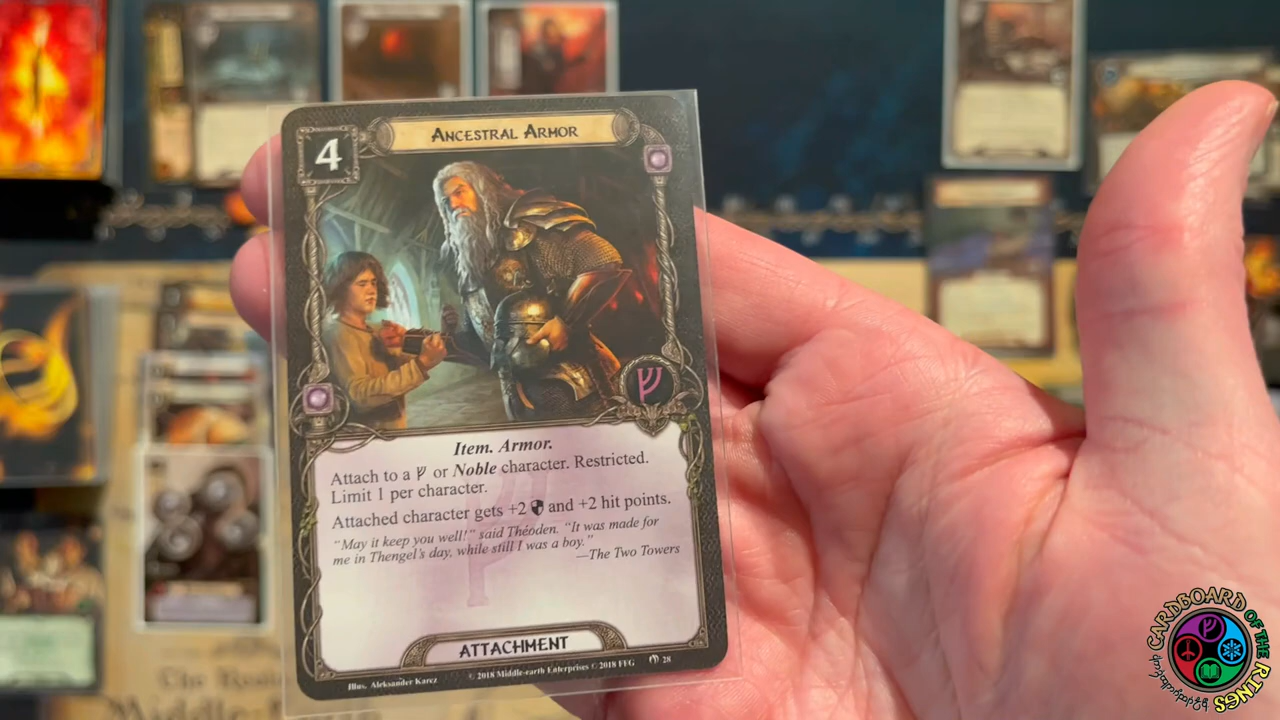 ANCESTRAL ARMOR
4
Item. Armor.
Attach to a or Noble character. Restricted.
Limit 1 per character.
Attached character gets +2 and +2 hit points.
"May it keep you well!" said Théoden. "It was made for
me in Thengel's day, while still I was a boy."
—The Two Towers
ATTACHMENT
Illus. Aleksander Karcz © 2018 Middle-earth Enterprises © 2018 FFG 28
CARDBOARD OF THE RINGS